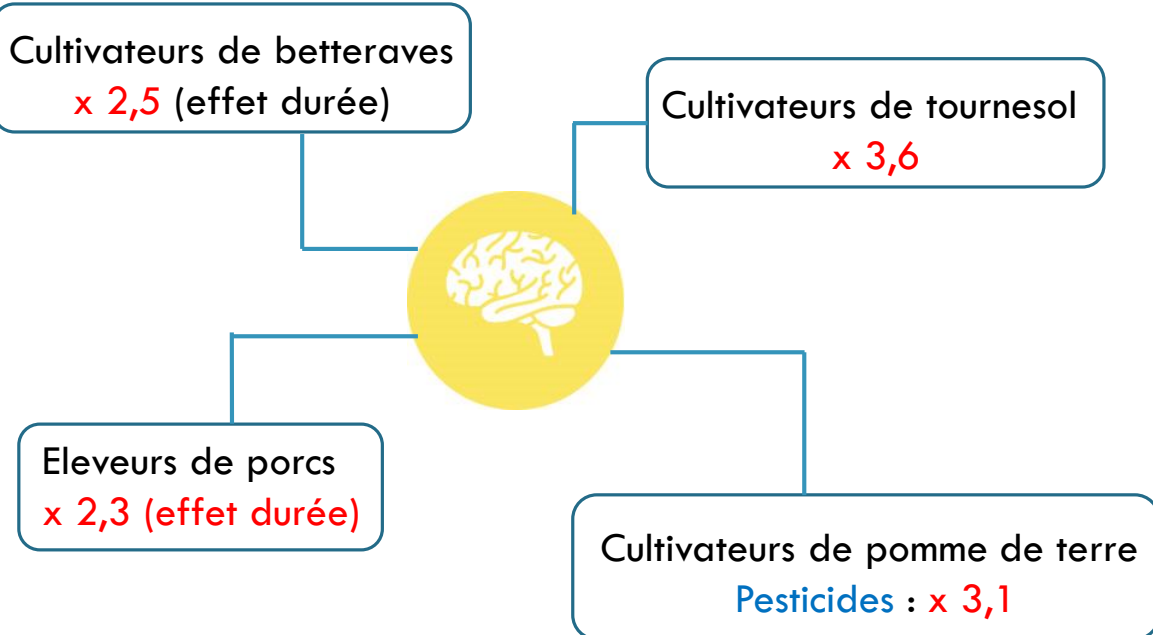 Cultivateurs de betteraves
x 2,5 (effet durée)
Cultivateurs de tournesol
x 3,6
Eleveurs de porcs
x 2,3 (effet durée)
Cultivateurs de pomme de terre
Pesticides : x 3,1